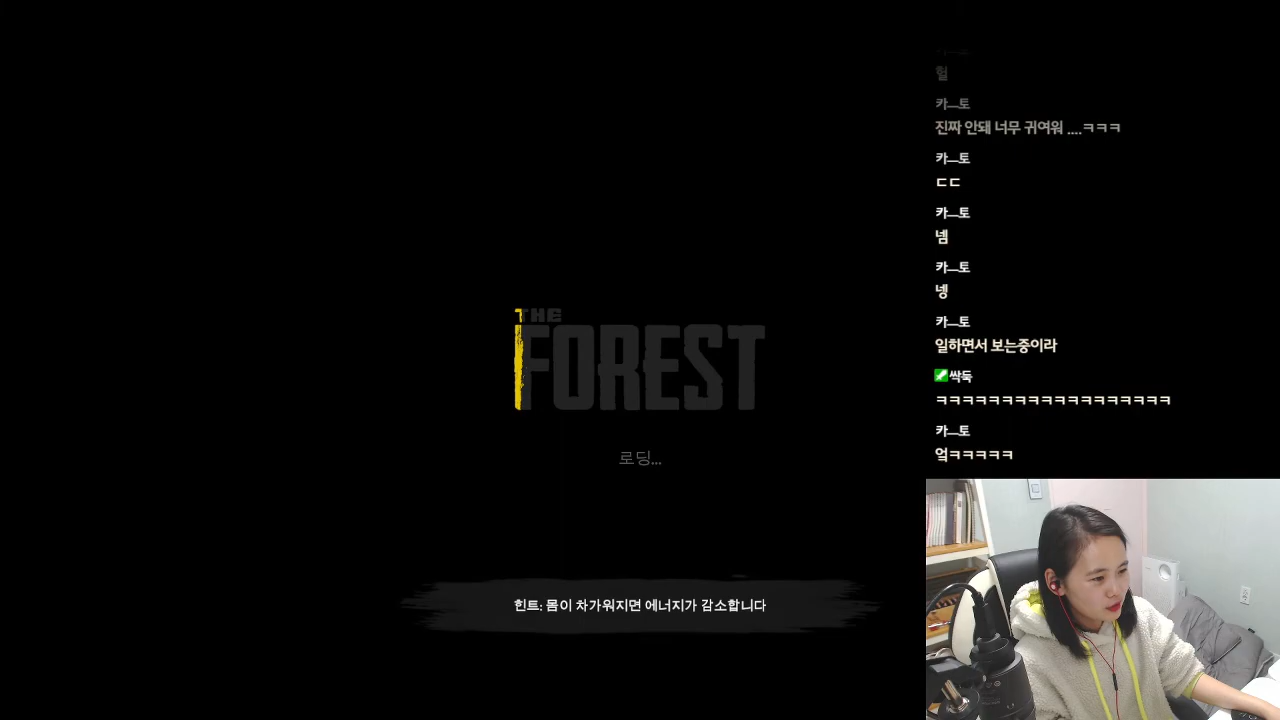 THE
FOREST
로딩...
힌트: 몸이 차가워지면 에너지가 감소합니다
헐
카_토
진짜 안돼 너무 귀여워 ....ㅋㅋㅋ
카_토
ㄷㄷ
카_토
넴
카_토
넹
카_토
일하면서 보는중이라
싹둑
ㅋㅋㅋㅋㅋㅋㅋㅋㅋㅋㅋㅋㅋㅋㅋㅋㅋㅋ
카_토
엌ㅋㅋㅋㅋㅋ